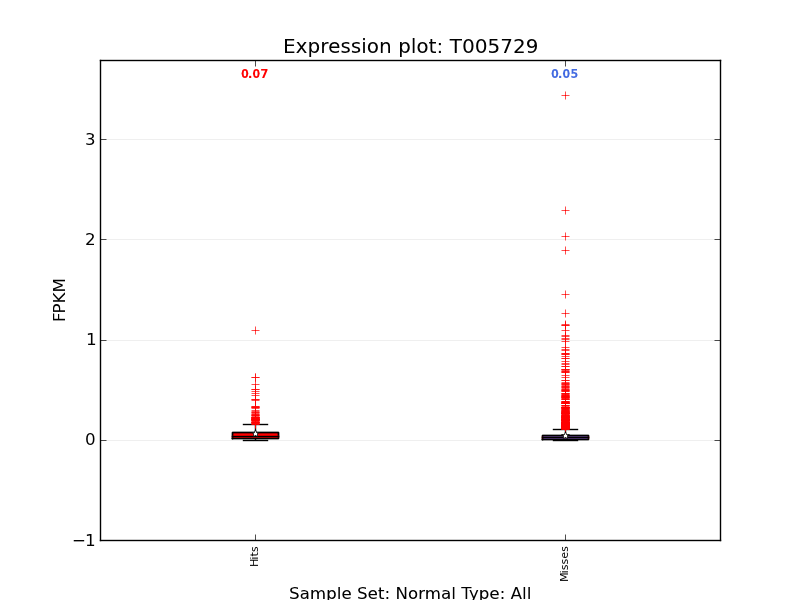 Expression plot: T005729
0.07
0.05
3
2
1
0
−1
FPKM
Hits
Misses
Sample Set: Normal Type: All